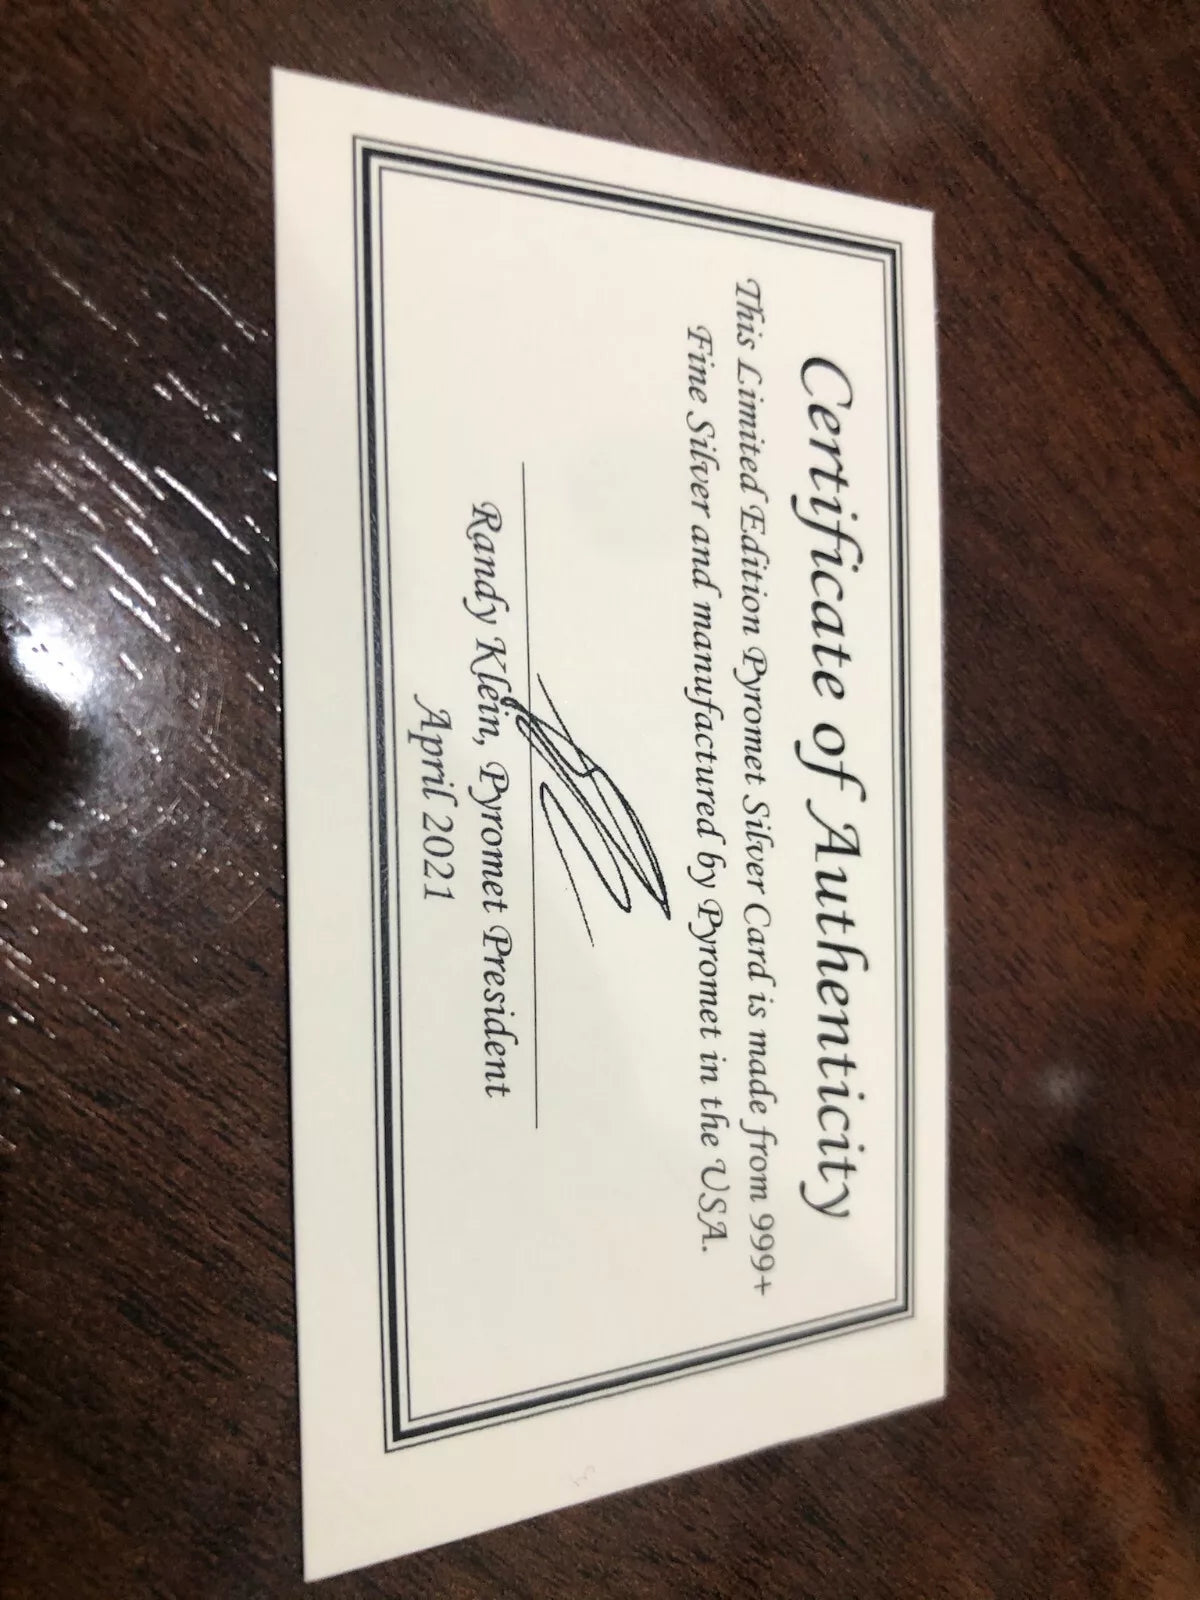 Certificate of Authenticity
This Limited Edition Pyromet Silver Card is made from 999+
Fine Silver and manufactured by Pyromet in the USA.
Randy Klein, Pyromet President
April 2021